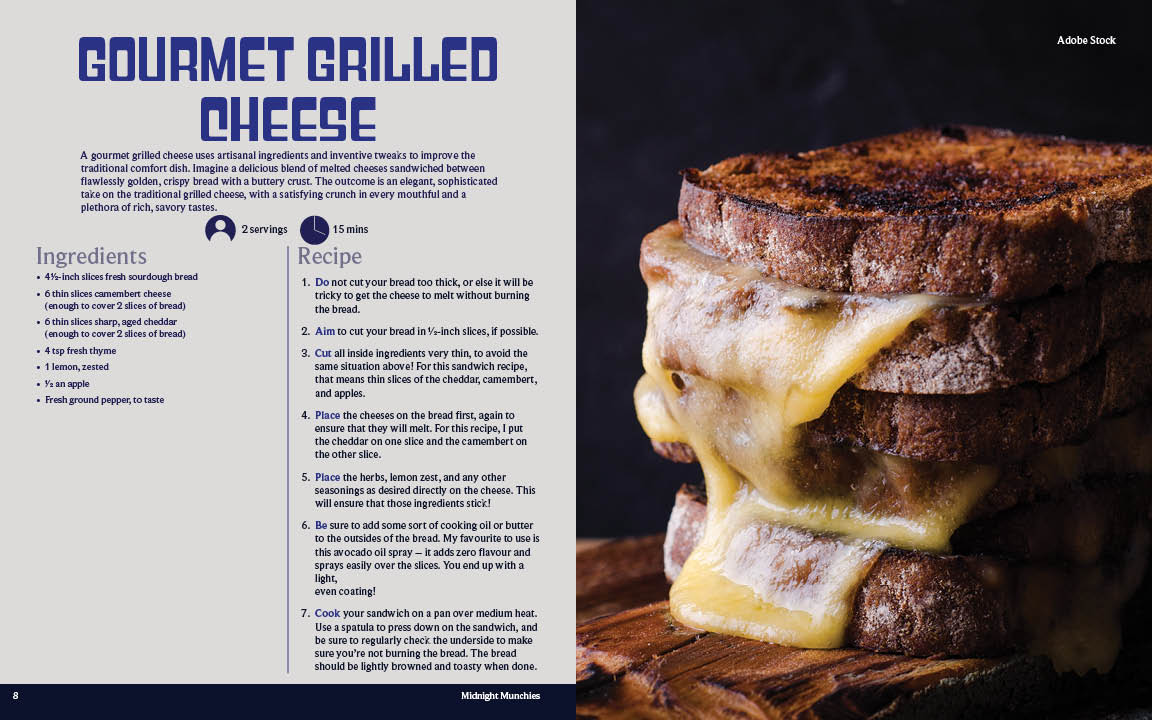 GOURMET GRILLED
CHEESE
A gourmet grilled cheese uses artisanal ingredients and inventive tweaks to improve the
traditional comfort dish. Imagine a delicious blend of melted cheeses sandwiched between
flawlessly golden, crispy bread with a buttery crust. The outcome is an elegant, sophisticated
take on the traditional grilled cheese, with a satisfying crunch in every mouthful and a
plethora of rich, savory tastes.
2 servings
15 mins
Ingredients
• 4½-inch slices fresh sourdough bread
• 6 thin slices camembert cheese
(enough to cover 2 slices of bread)
• 6 thin slices sharp, aged cheddar
(enough to cover 2 slices of bread)
• 4 tsp fresh thyme
• 1 lemon, zested
• ½ an apple
• Fresh ground pepper, to taste
Recipe
1. Do not cut your bread too thick, or else it will be
tricky to get the cheese to melt without burning
the bread.
2. Aim to cut your bread in ½-inch slices, if possible.
3. Cut all inside ingredients very thin, to avoid the
same situation above! For this sandwich recipe,
that means thin slices of the cheddar, camembert,
and apples.
4. Place the cheeses on the bread first, again to
ensure that they will melt. For this recipe, I put
the cheddar on one slice and the camembert on
the other slice.
5. Place the herbs, lemon zest, and any other
seasonings as desired directly on the cheese. This
will ensure that those ingredients stick!
6. Be sure to add some sort of cooking oil or butter
to the outsides of the bread. My favourite to use is
this avocado oil spray – it adds zero flavour and
sprays easily over the slices. You end up with a
light,
even coating!
7. Cook your sandwich on a pan over medium heat.
Use a spatula to press down on the sandwich, and
be sure to regularly check the underside to make
sure you're not burning the bread. The bread
should be lightly browned and toasty when done.
8
Midnight Munchies
Adobe Stock